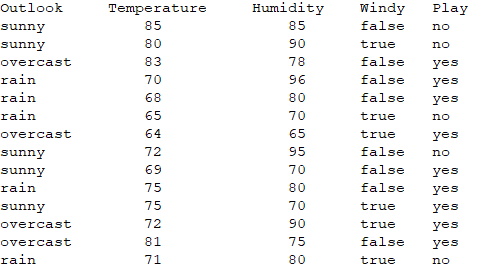 Outlook Temperature Humidity Windy Play
sunny 85 85 false no
sunny 80 90 true no
overcast 83 78 false yes
rain 70 96 false yes
rain 68 80 false yes
rain 65 70 true no
overcast 64 65 true yes
sunny 72 95 false no
sunny 69 70 false yes
rain 75 80 false yes
sunny 75 70 true yes
overcast 72 90 true yes
overcast 81 75 false yes
rain 71 80 true no